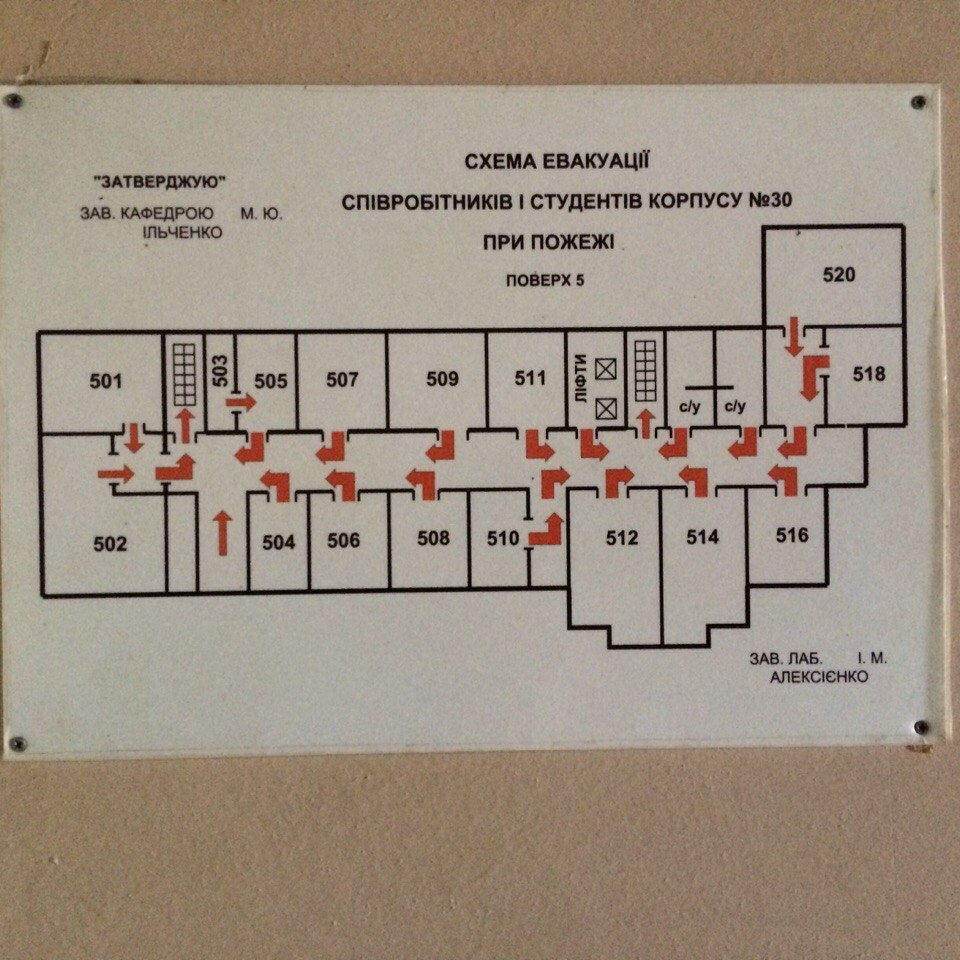 СХЕМА ЕВАКУАЦІЇ
СПІВРОБІТНИКІВ І СТУДЕНТІВ КОРПУСУ №30
ПРИ ПОЖЕЖІ
ПОВЕРХ 5
"ЗАТВЕРДЖУЮ"
ЗАВ. КАФЕДРОЮ М. Ю.
ІЛЬЧЕНКО
520
501
503
505
507
509
511
ЛІФТИ
с/у
с/у
518
502
504
506
508
510
512
514
516
ЗАВ. ЛАБ. І. М.
АЛЕКСІЄНКО